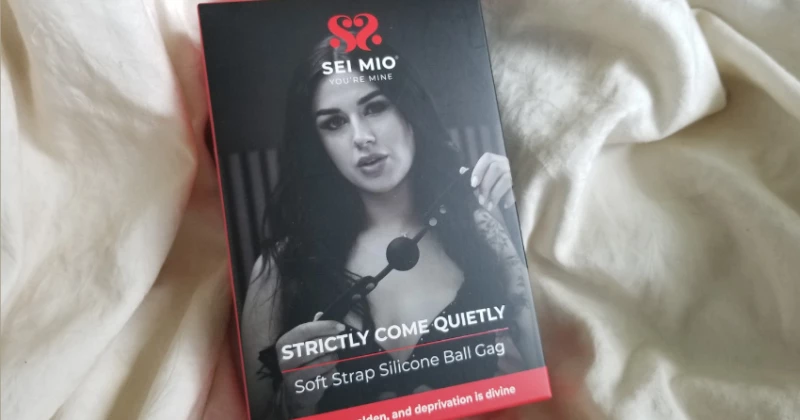 SEI MIO
YOU'RE MINE
STRICTLY COME QUIETLY
Soft Strap Silicone Ball Gag
and deprivation is divine